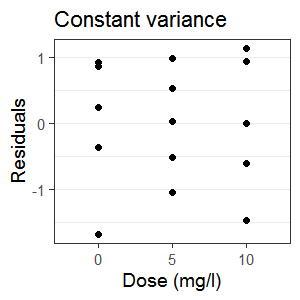 Constant variance
Residuals
1
0
-1
0 5 10
Dose (mg/l)